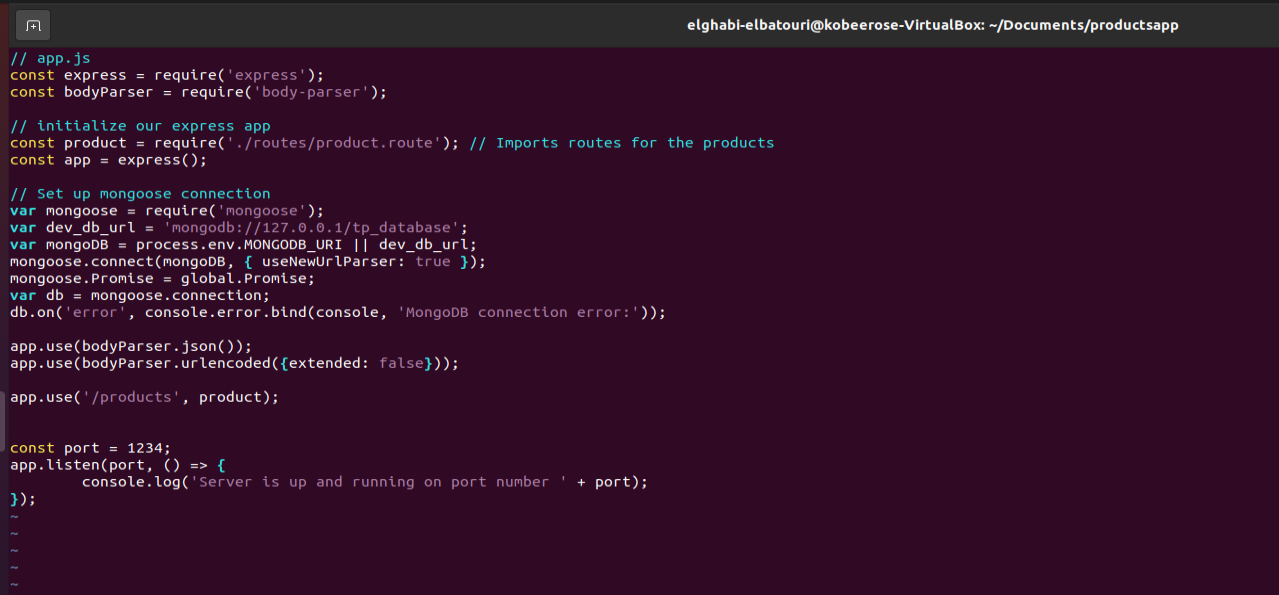 elghabi-elbatouri@kobeerose-VirtualBox: ~/Documents/productsapp
// app.js
const express = require('express');
const bodyParser = require('body-parser');

// initialize our express app
const product = require('./routes/product.route'); // Imports routes for the products
const app = express();

// Set up mongoose connection
var mongoose = require('mongoose');
var dev_db_url = 'mongodb://127.0.0.1/tp_database';
var mongoDB = process.env.MONGODB_URI || dev_db_url;
mongoose.connect(mongoDB, { useNewUrlParser: true });
mongoose.Promise = global.Promise;
var db = mongoose.connection;
db.on('error', console.error.bind(console, 'MongoDB connection error:'));

app.use(bodyParser.json());
app.use(bodyParser.urlencoded({extended: false}));

app.use('/products', product);


const port = 1234;
app.listen(port, () => {
        console.log('Server is up and running on port number ' + port);
});
~
~
~
~
~